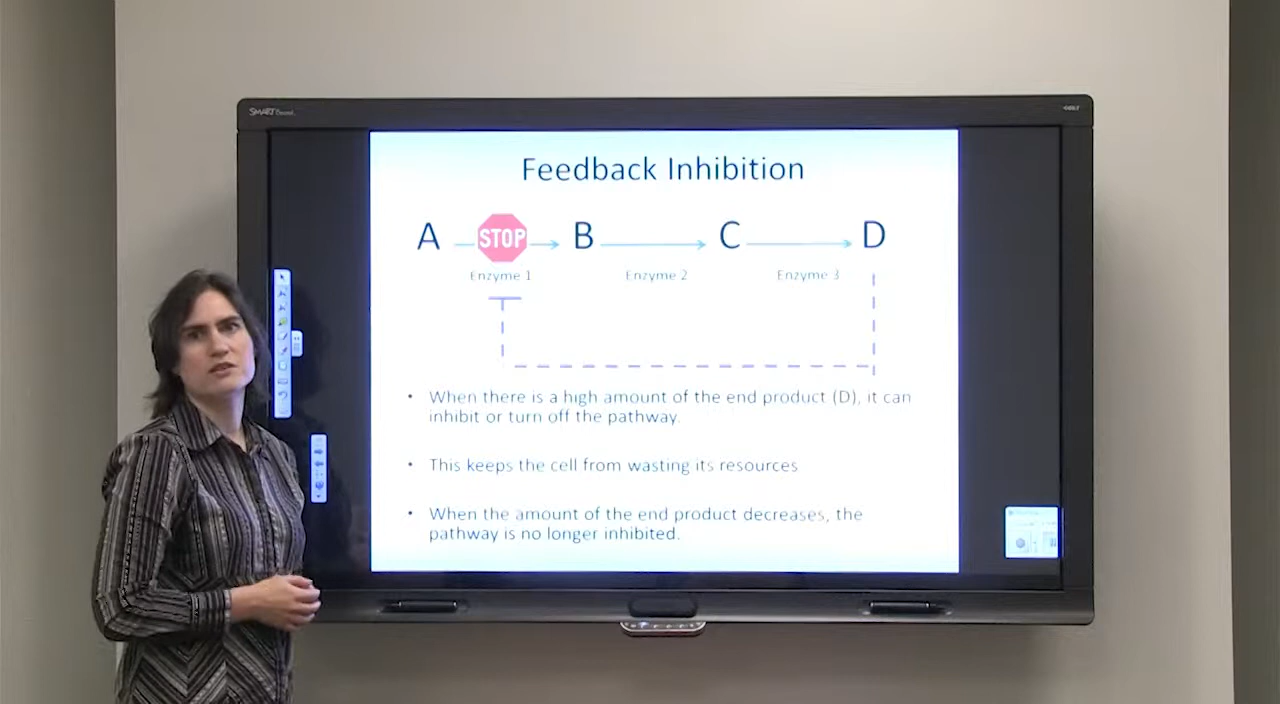 SMART Board
Feedback Inhibition
A STOP B C D
Enzyme 1 Enzyme 2 Enzyme 3
• When there is a high amount of the end product (D), it can
inhibit or turn off the pathway.
• This keeps the cell from wasting its resources
• When the amount of the end product decreases, the
pathway is no longer inhibited.